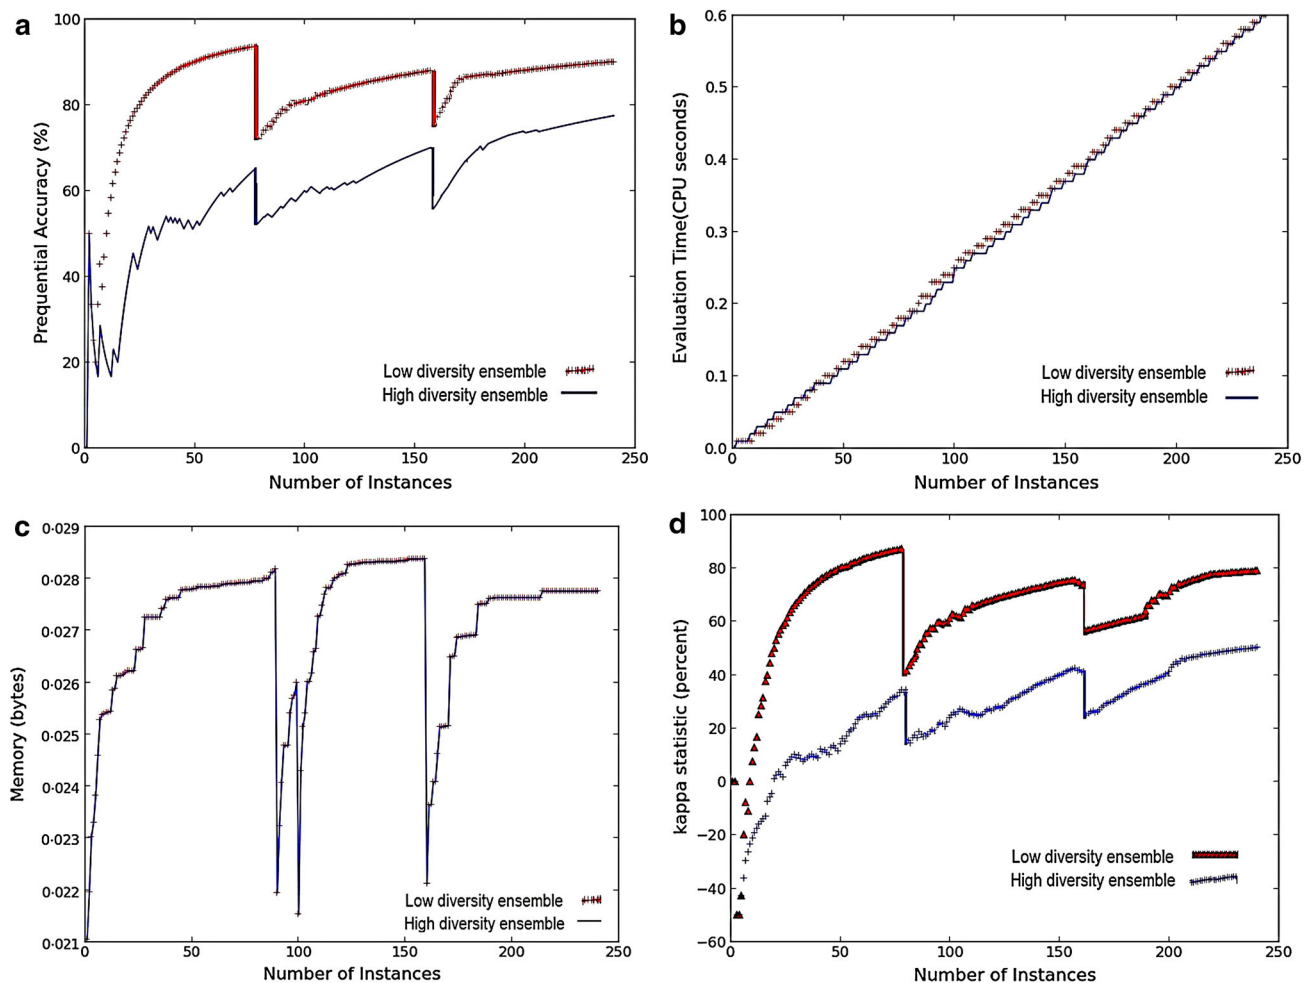 a
100
80
60
40
20
0
Prequential Accuracy (%)
Low diversity ensemble
High diversity ensemble
0 50 100 150 200 250
Number of Instances
b
0.6
0.5
0.4
0.3
0.2
0.1
0.0
Evaluation Time(CPU seconds)
Low diversity ensemble
High diversity ensemble
0 50 100 150 200 250
Number of Instances
c
0·029
0·028
0·027
0·026
0·025
0·024
0·023
0·022
0·021
Memory (bytes)
Low diversity ensemble
High diversity ensemble
0 50 100 150 200 250
Number of Instances
d
100
80
60
40
20
0
−20
−40
−60
kappa statistic (percent)
Low diversity ensemble
High diversity ensemble
0 50 100 150 200 250
Number of Instances